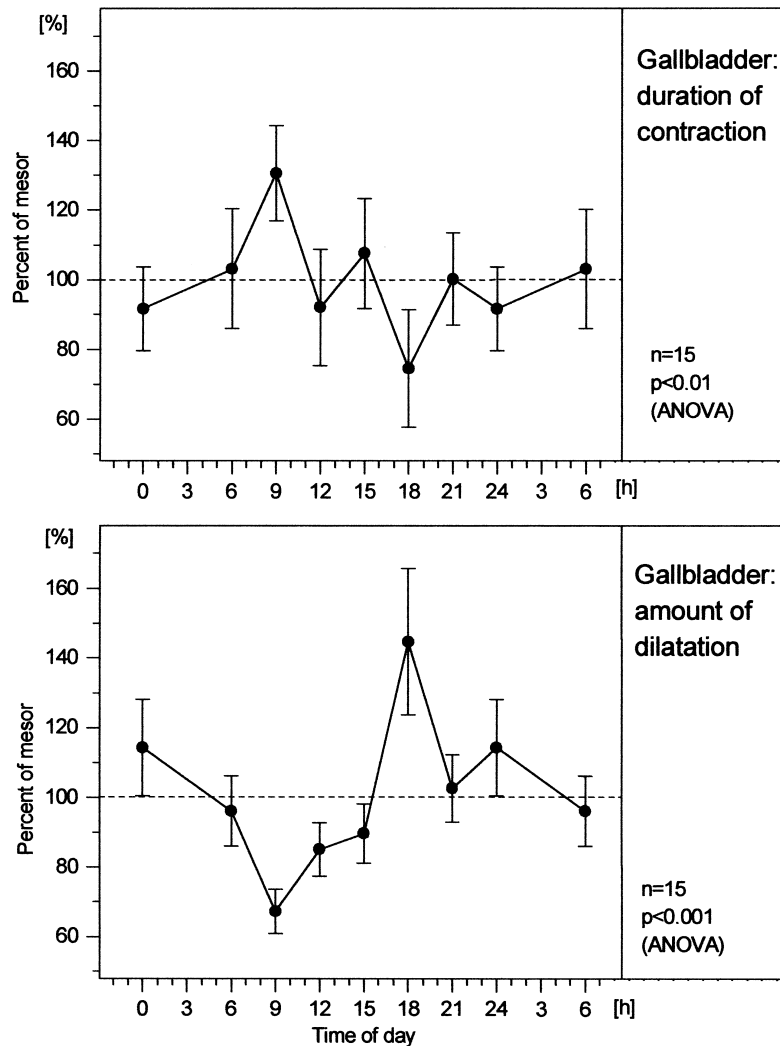 [%]
160
140
120
100
80
60
Percent of mesor
0 3 6 9 12 15 18 21 24 3 6 [h]
Gallbladder:
duration of
contraction
n=15
p<0.01
(ANOVA)
[%]
160
140
120
100
80
60
Percent of mesor
0 3 6 9 12 15 18 21 24 3 6 [h]
Time of day
Gallbladder:
amount of
dilatation
n=15
p<0.001
(ANOVA)